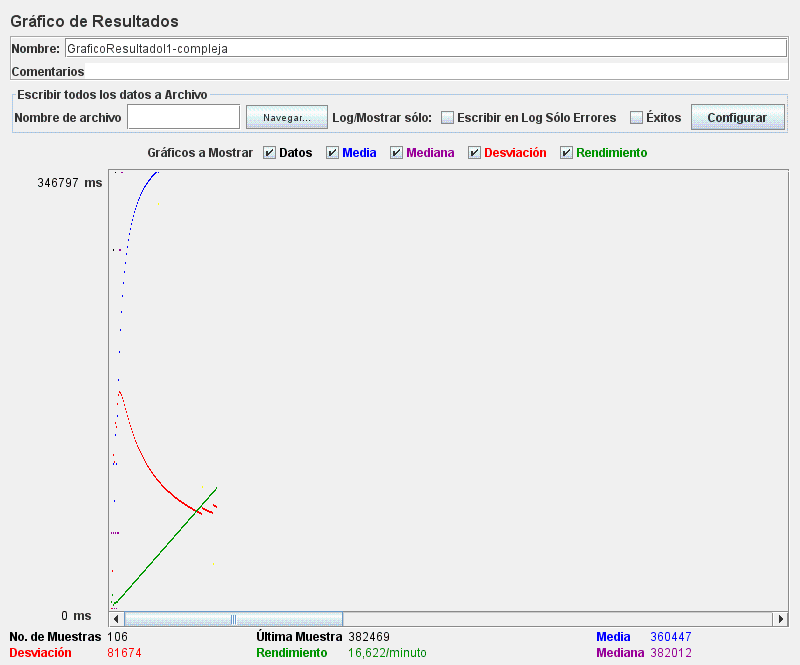 Gráfico de Resultados
Nombre: GraficoResultadol1-compleja
Comentarios
Escribir todos los datos a Archivo
Nombre de archivo Navegar... Log/Mostrar sólo: Escribir en Log Sólo Errores Éxitos Configurar
Gráficos a Mostrar Datos Media Mediana Desviación Rendimiento
346797 ms
0 ms
No. de Muestras 106 Última Muestra 382469 Media 360447
Desviación 81674 Rendimiento 16,622/minuto Mediana 382012